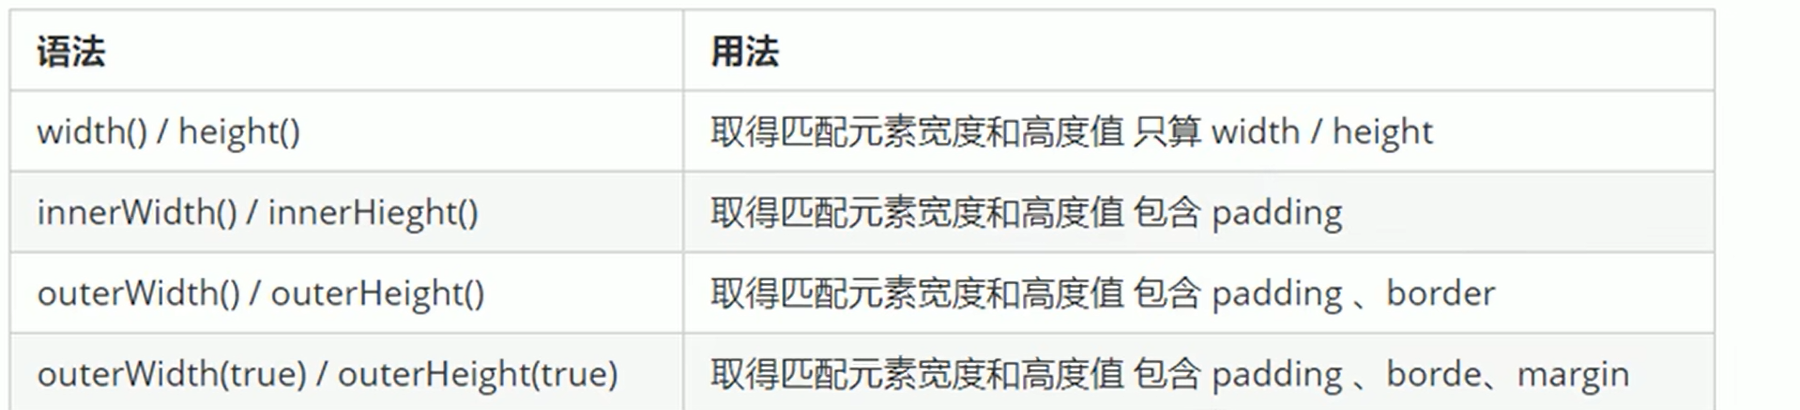 语法 用法
width() / height() 取得匹配元素宽度和高度值 只算 width / height
innerWidth() / innerHieght() 取得匹配元素宽度和高度值 包含 padding
outerWidth() / outerHeight() 取得匹配元素宽度和高度值 包含 padding 、border
outerWidth(true) / outerHeight(true) 取得匹配元素宽度和高度值 包含 padding 、borde、margin